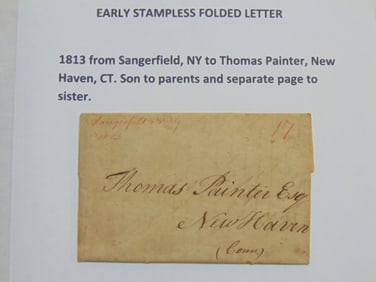 EARLY STAMPLESS FOLDED LETTER
1813 from Sangerfield, NY to Thomas Painter, New
Haven, CT. Son to parents and separate page to
sister.
17
Thomas Painter Esq
New Haven
(Conn)